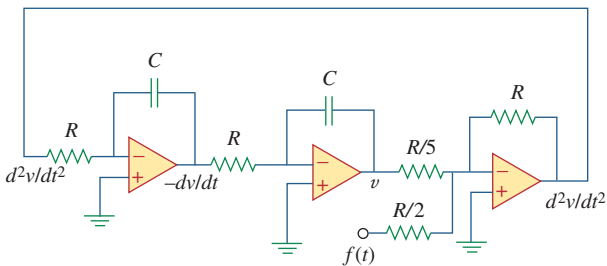 C
C
R
R
R
R/5
d²v/dt²
–dv/dt
v
d²v/dt²
R/2
f(t)
−
+
−
+
−
+